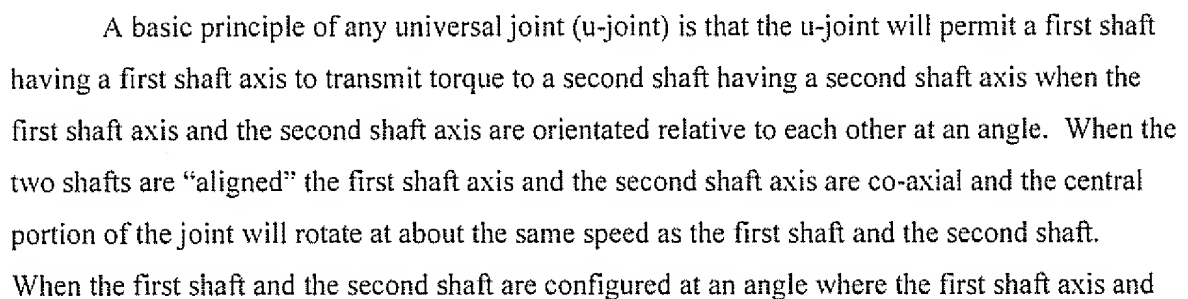 A basic principle of any universal joint (u-joint) is that the u-joint will permit a first shaft
having a first shaft axis to transmit torque to a second shaft having a second shaft axis when the
first shaft axis and the second shaft axis are orientated relative to each other at an angle. When the
two shafts are “aligned” the first shaft axis and the second shaft axis are co-axial and the central
portion of the joint will rotate at about the same speed as the first shaft and the second shaft.
When the first shaft and the second shaft are configured at an angle where the first shaft axis and